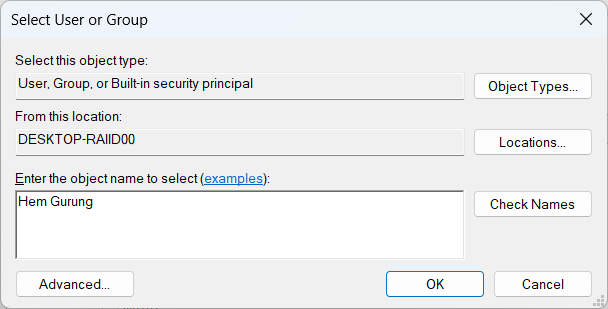 Select User or Group
Select this object type:
User, Group, or Built-in security principal
Object Types...
From this location:
DESKTOP-RAIID00
Locations...
Enter the object name to select (examples):
Hem Gurung
Check Names
Advanced...
OK
Cancel